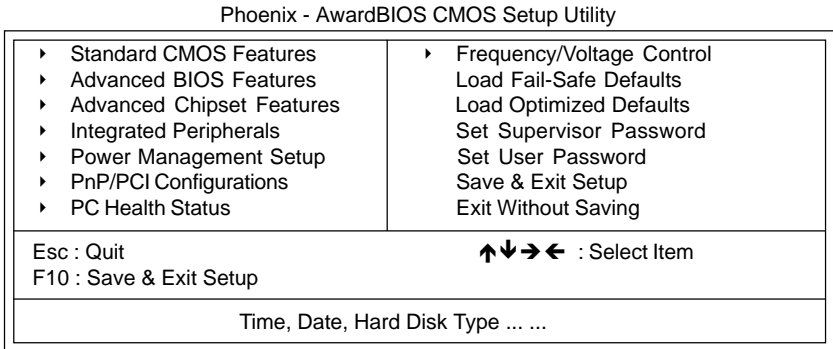 Phoenix - AwardBIOS CMOS Setup Utility
‣ Standard CMOS Features
‣ Advanced BIOS Features
‣ Advanced Chipset Features
‣ Integrated Peripherals
‣ Power Management Setup
‣ PnP/PCI Configurations
‣ PC Health Status
‣ Frequency/Voltage Control
Load Fail-Safe Defaults
Load Optimized Defaults
Set Supervisor Password
Set User Password
Save & Exit Setup
Exit Without Saving
Esc : Quit
F10 : Save & Exit Setup
↑↓→← : Select Item
Time, Date, Hard Disk Type ... ...